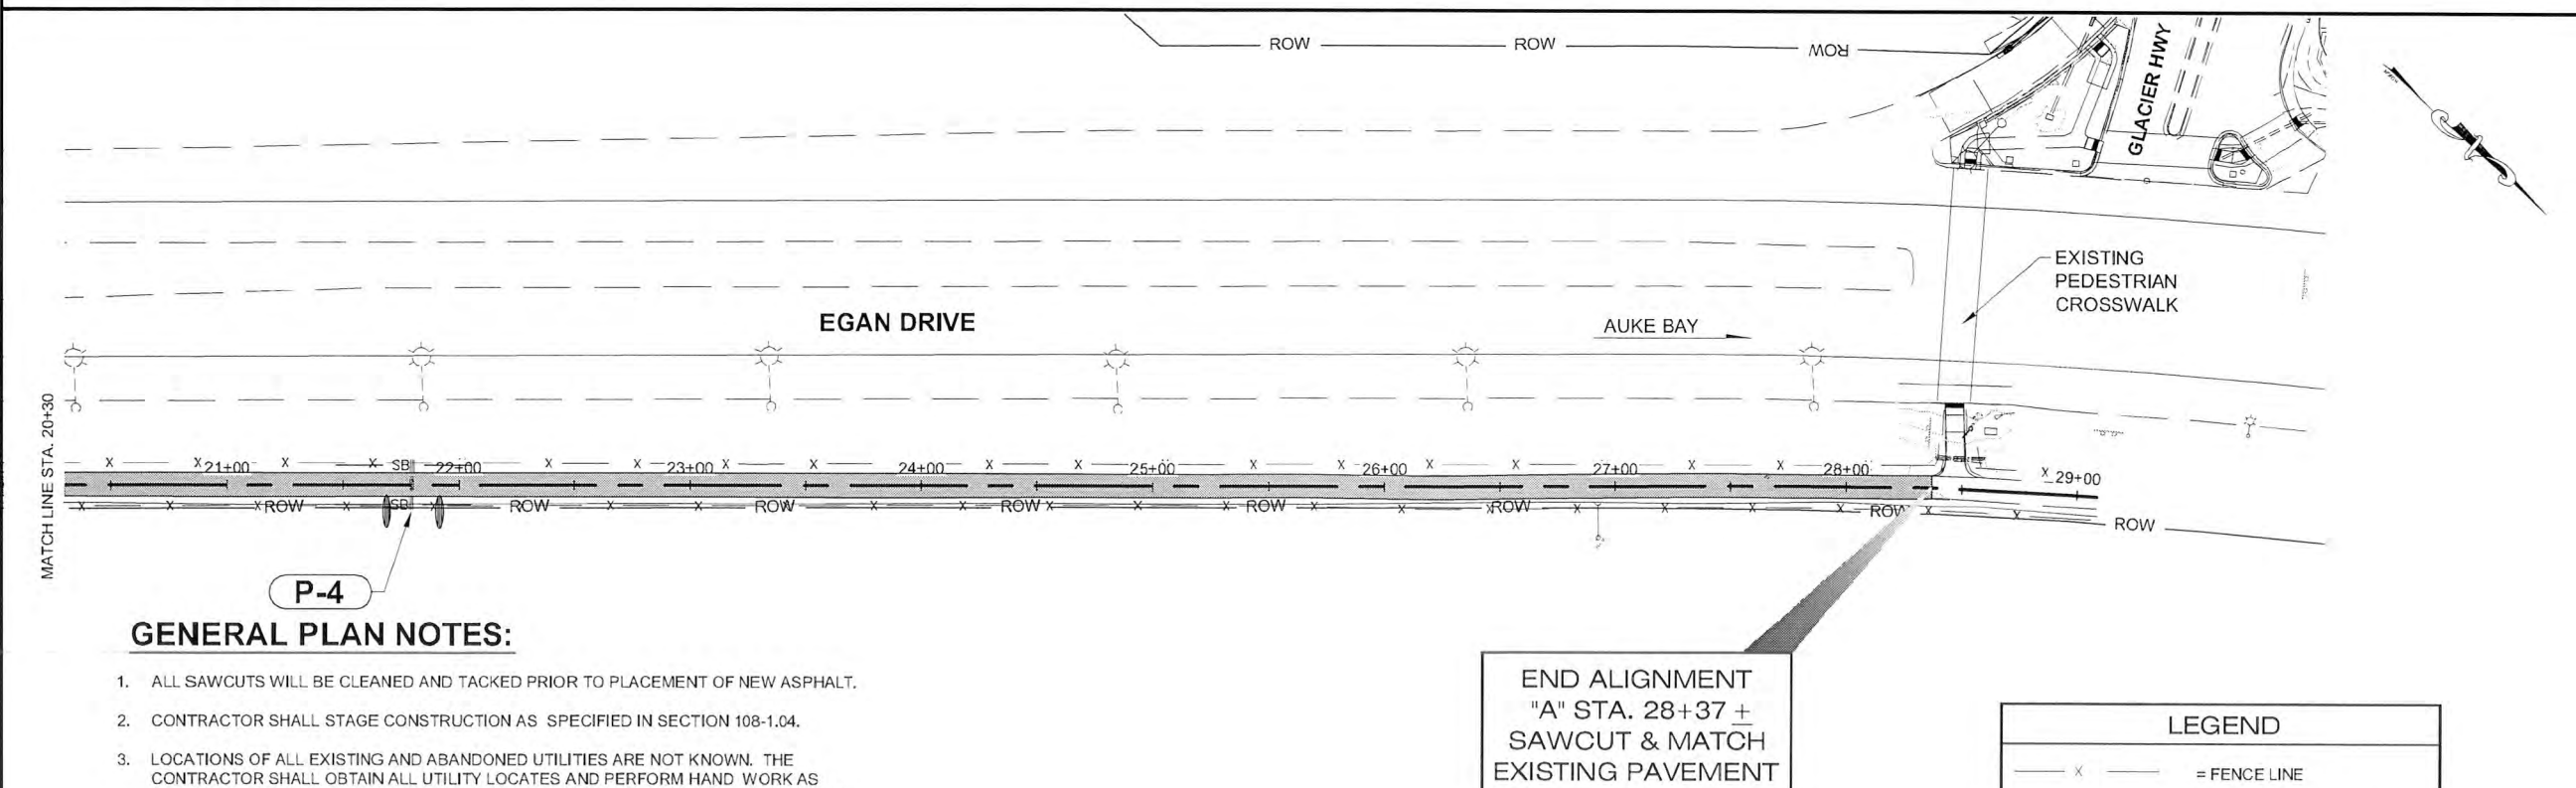 ROW
ROW
ROW
GLACIER HWY
EXISTING
PEDESTRIAN
CROSSWALK
EGAN DRIVE
AUKE BAY
MATCH LINE STA. 20+30
X
X
21+00
X
X
SB
22+00
X
X
23+00
X
X
24+00
X
X
25+00
X
X
26+00
X
X
27+00
X
X
28+00
X
29+00
X
X
X
ROW
X
SB
X
ROW
X
X
ROW
X
X
ROW
X
X
X
ROW
X
X
X
ROW
X
X
X
X
ROW
X
X
ROW
P-4
GENERAL PLAN NOTES:
1. ALL SAWCUTS WILL BE CLEANED AND TACKED PRIOR TO PLACEMENT OF NEW ASPHALT.
2. CONTRACTOR SHALL STAGE CONSTRUCTION AS SPECIFIED IN SECTION 108-1.04.
3. LOCATIONS OF ALL EXISTING AND ABANDONED UTILITIES ARE NOT KNOWN. THE
CONTRACTOR SHALL OBTAIN ALL UTILITY LOCATES AND PERFORM HAND WORK AS
END ALIGNMENT
"A" STA. 28+37 ±
SAWCUT & MATCH
EXISTING PAVEMENT
LEGEND
X = FENCE LINE